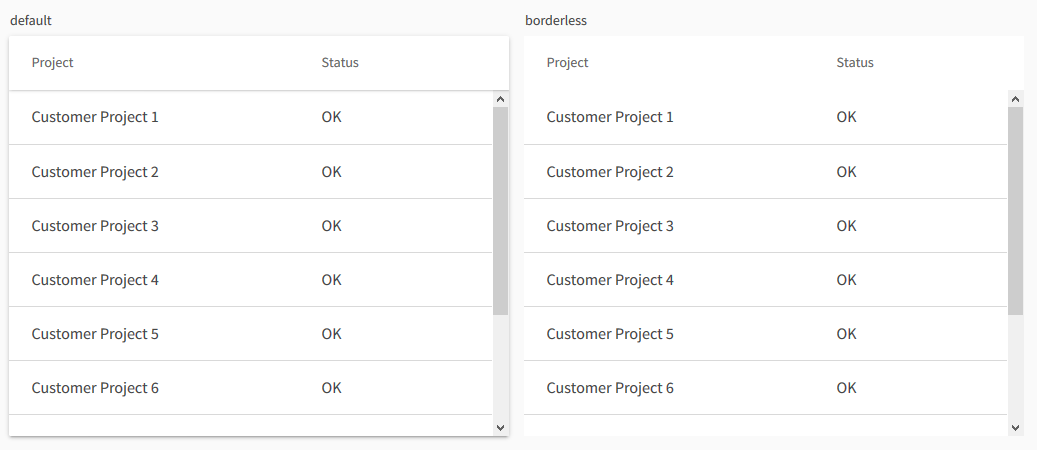 default
Project Status
Customer Project 1 OK
Customer Project 2 OK
Customer Project 3 OK
Customer Project 4 OK
Customer Project 5 OK
Customer Project 6 OK
borderless
Project Status
Customer Project 1 OK
Customer Project 2 OK
Customer Project 3 OK
Customer Project 4 OK
Customer Project 5 OK
Customer Project 6 OK